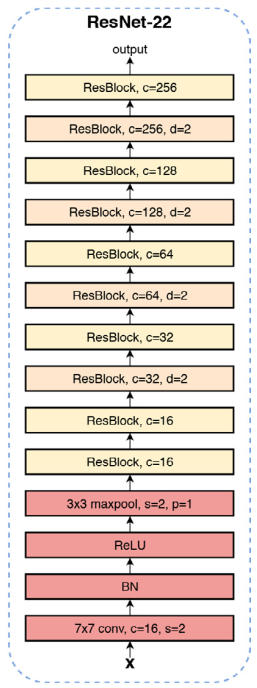 ResNet-22
output
ResBlock, c=256
ResBlock, c=256, d=2
ResBlock, c=128
ResBlock, c=128, d=2
ResBlock, c=64
ResBlock, c=64, d=2
ResBlock, c=32
ResBlock, c=32, d=2
ResBlock, c=16
ResBlock, c=16
3x3 maxpool, s=2, p=1
ReLU
BN
7x7 conv, c=16, s=2
x